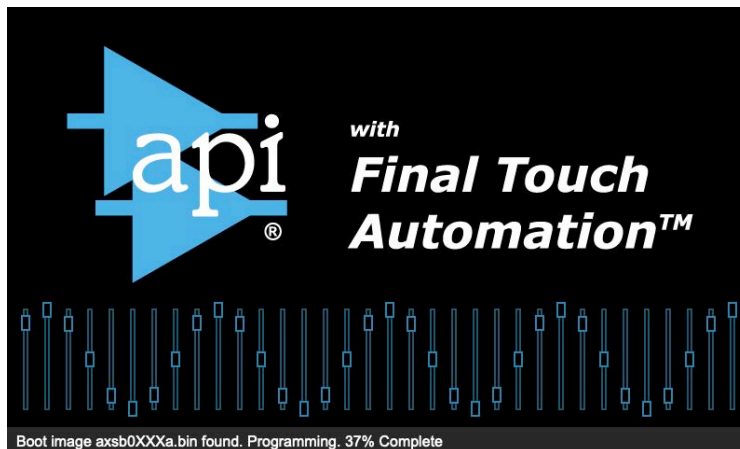 api
®
with
Final Touch
Automation™
Boot image axsb0XXXa.bin found. Programming. 37% Complete